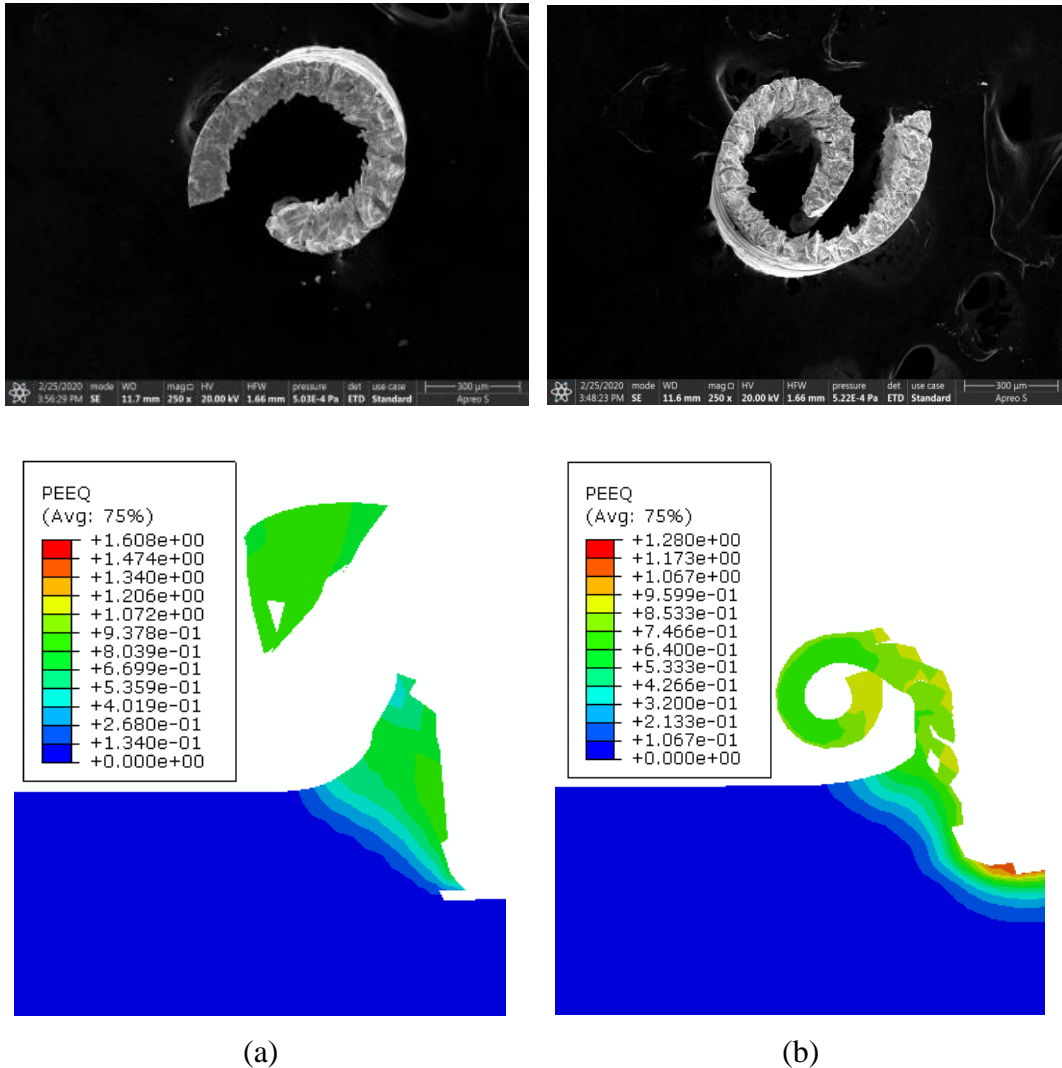 2/25/2020 mode WD mag HV HFW pressure det use case 300 µm
3:56:29 PM SE 11.7 mm 250 x 20.00 kV 1.66 mm 5.03E-4 Pa ETD Standard Apreo S
2/25/2020 mode WD mag HV HFW pressure det use case 300 µm
3:48:23 PM SE 11.6 mm 250 x 20.00 kV 1.66 mm 5.22E-4 Pa ETD Standard Apreo S
PEEQ
(Avg: 75%)
+1.608e+00
+1.474e+00
+1.340e+00
+1.206e+00
+1.072e+00
+9.378e-01
+8.039e-01
+6.699e-01
+5.359e-01
+4.019e-01
+2.680e-01
+1.340e-01
+0.000e+00
PEEQ
(Avg: 75%)
+1.280e+00
+1.173e+00
+1.067e+00
+9.599e-01
+8.533e-01
+7.466e-01
+6.400e-01
+5.333e-01
+4.266e-01
+3.200e-01
+2.133e-01
+1.067e-01
+0.000e+00
(a)
(b)